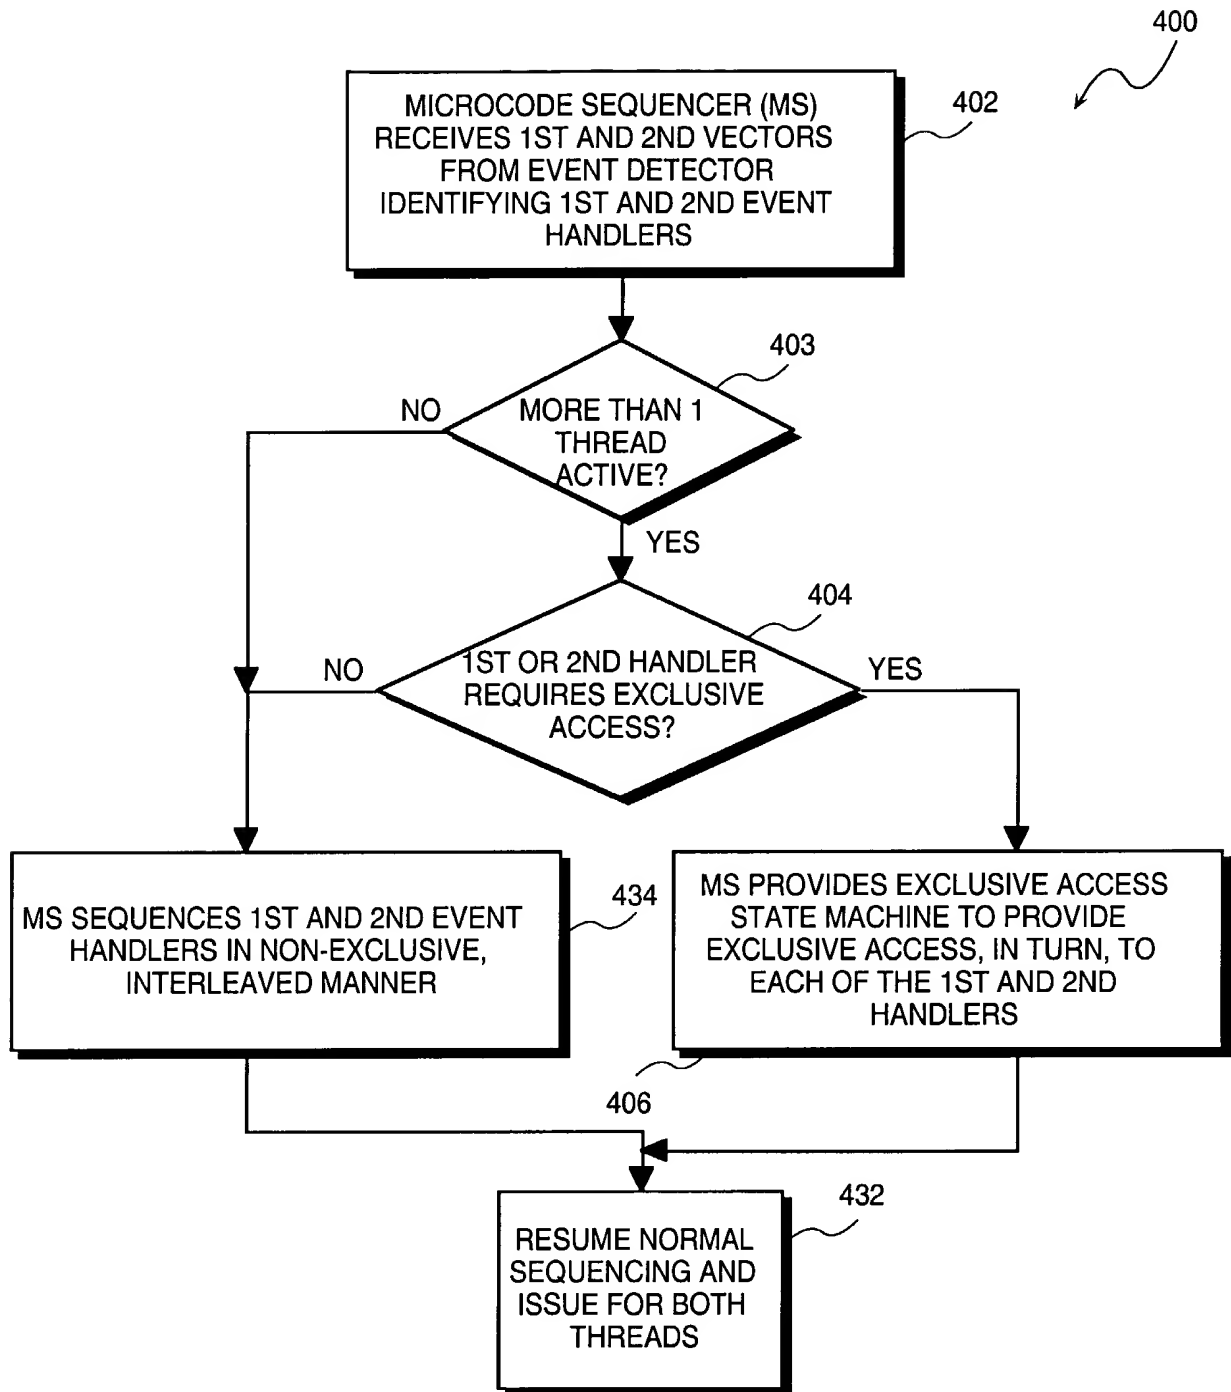 400
MICROCODE SEQUENCER (MS)
RECEIVES 1ST AND 2ND VECTORS
FROM EVENT DETECTOR
IDENTIFYING 1ST AND 2ND EVENT
HANDLERS
402
403
NO
MORE THAN 1
THREAD
ACTIVE?
YES
404
NO
1ST OR 2ND HANDLER
REQUIRES EXCLUSIVE
ACCESS?
YES
MS SEQUENCES 1ST AND 2ND EVENT
HANDLERS IN NON-EXCLUSIVE,
INTERLEAVED MANNER
434
MS PROVIDES EXCLUSIVE ACCESS
STATE MACHINE TO PROVIDE
EXCLUSIVE ACCESS, IN TURN, TO
EACH OF THE 1ST AND 2ND
HANDLERS
406
432
RESUME NORMAL
SEQUENCING AND
ISSUE FOR BOTH
THREADS